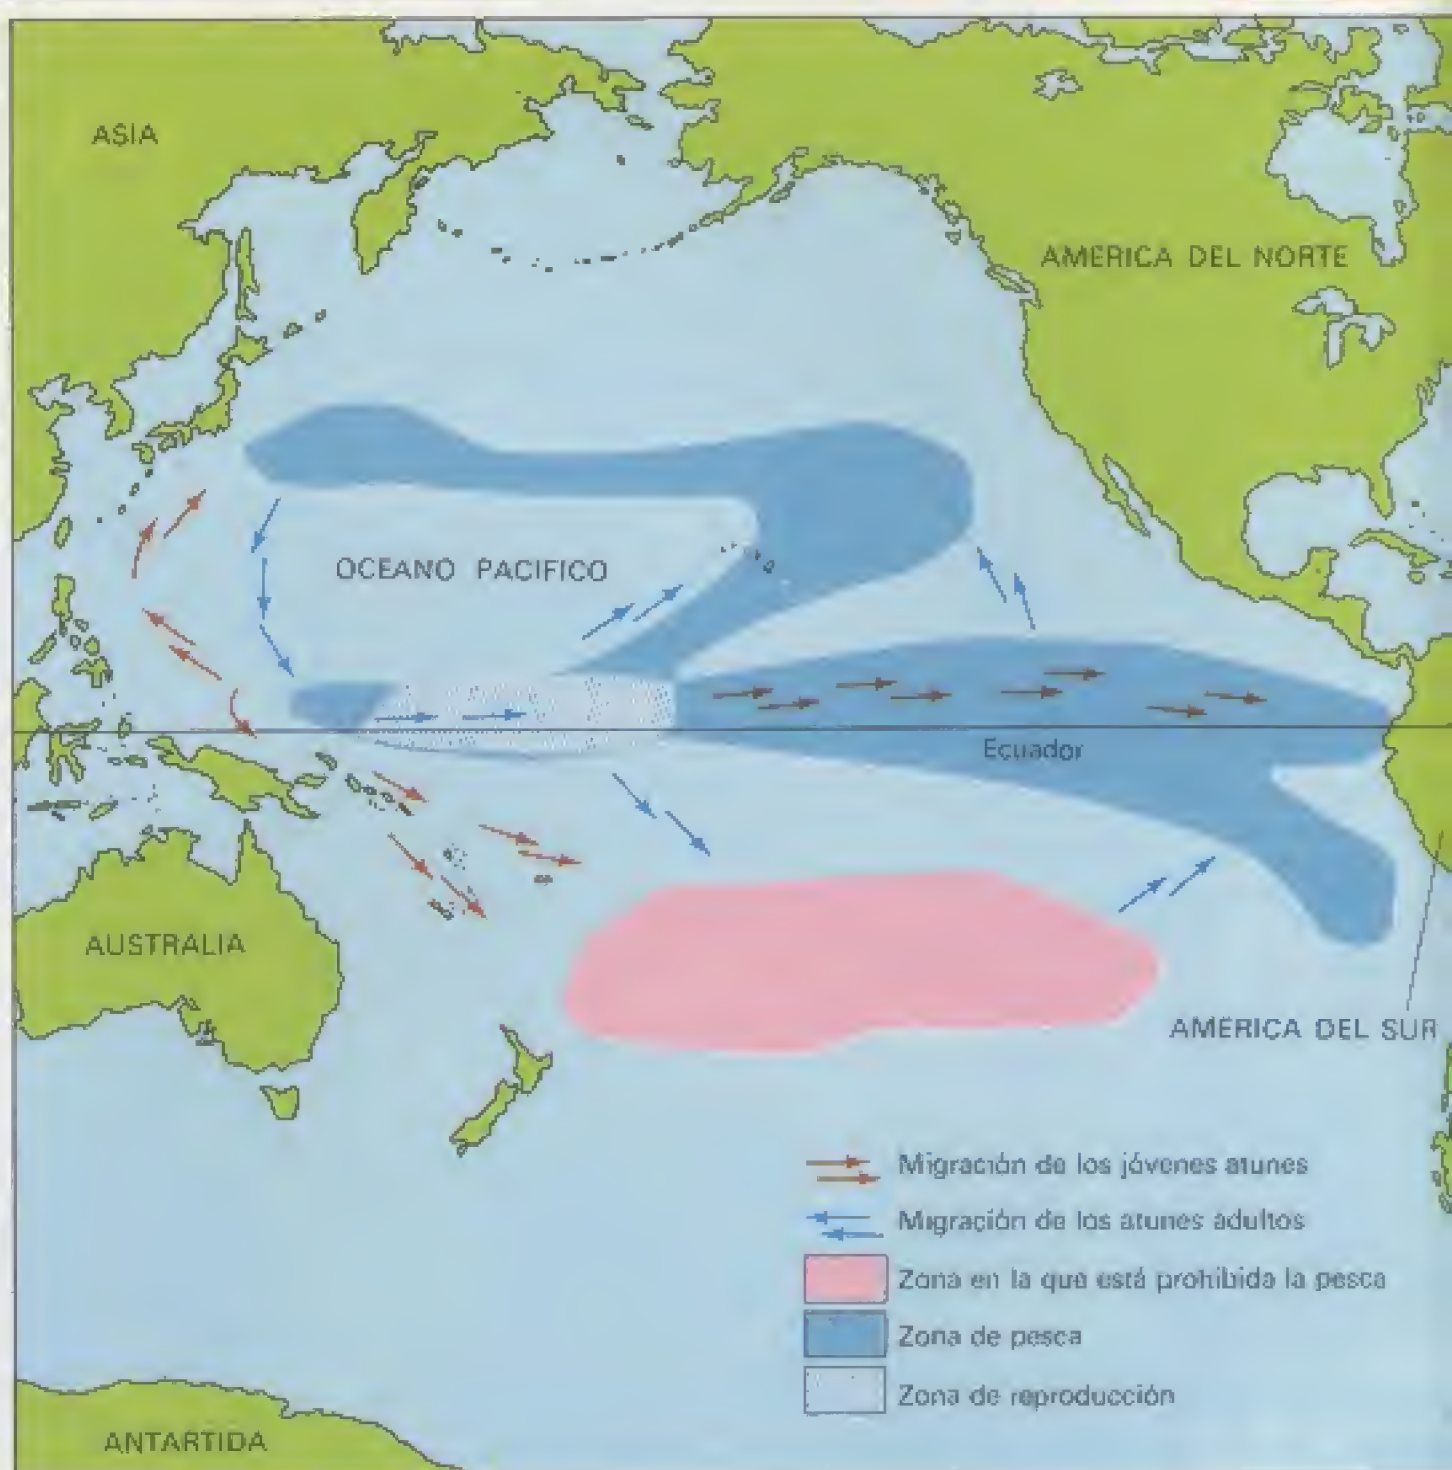 ASIA
AMERICA DEL NORTE
OCEANO PACIFICO
Ecuador
AUSTRALIA
AMERICA DEL SUR
Migración de los jóvenes atunes
Migración de los atunes adultos
Zona en la que está prohibida la pesca
Zona de pesca
Zona de reproducción
ANTARTIDA